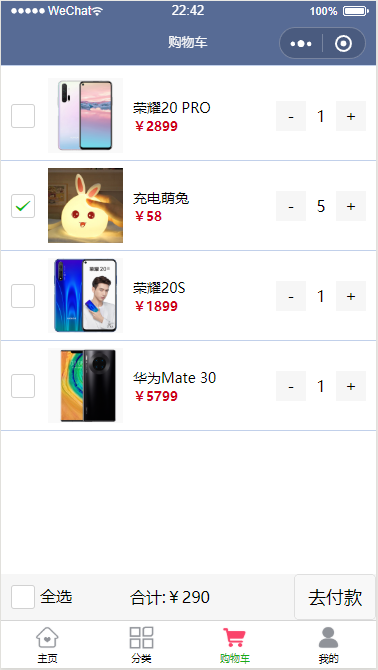 WeChat 22:42 100%
购物车
荣耀20 PRO
￥2899
- 1 +
充电萌兔
￥58
- 5 +
荣耀20S
￥1899
- 1 +
华为Mate 30
￥5799
- 1 +
全选 合计:￥290 去付款
主页 分类 购物车 我的